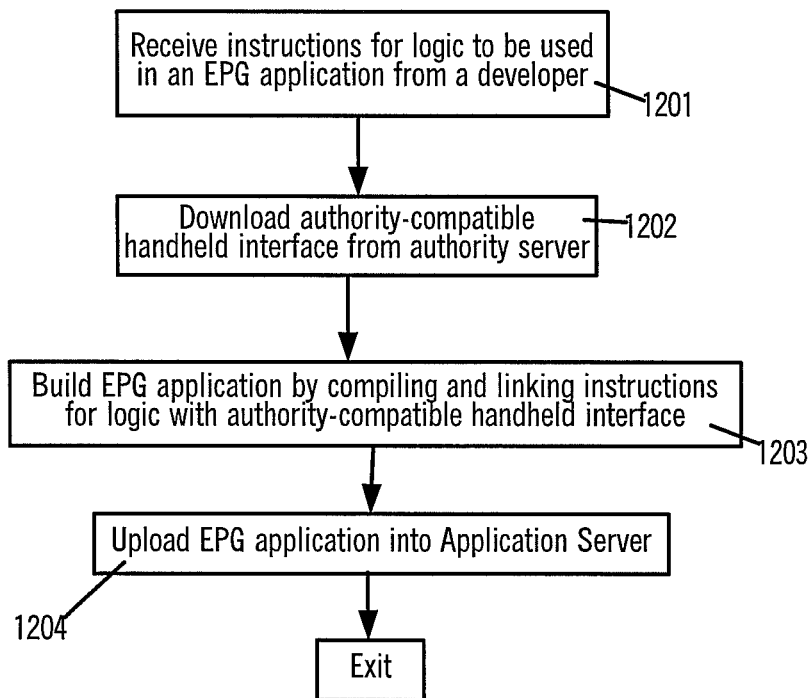 Receive instructions for logic to be used
in an EPG application from a developer
1201
Download authority-compatible
handheld interface from authority server
1202
Build EPG application by compiling and linking instructions
for logic with authority-compatible handheld interface
1203
Upload EPG application into Application Server
1204
Exit